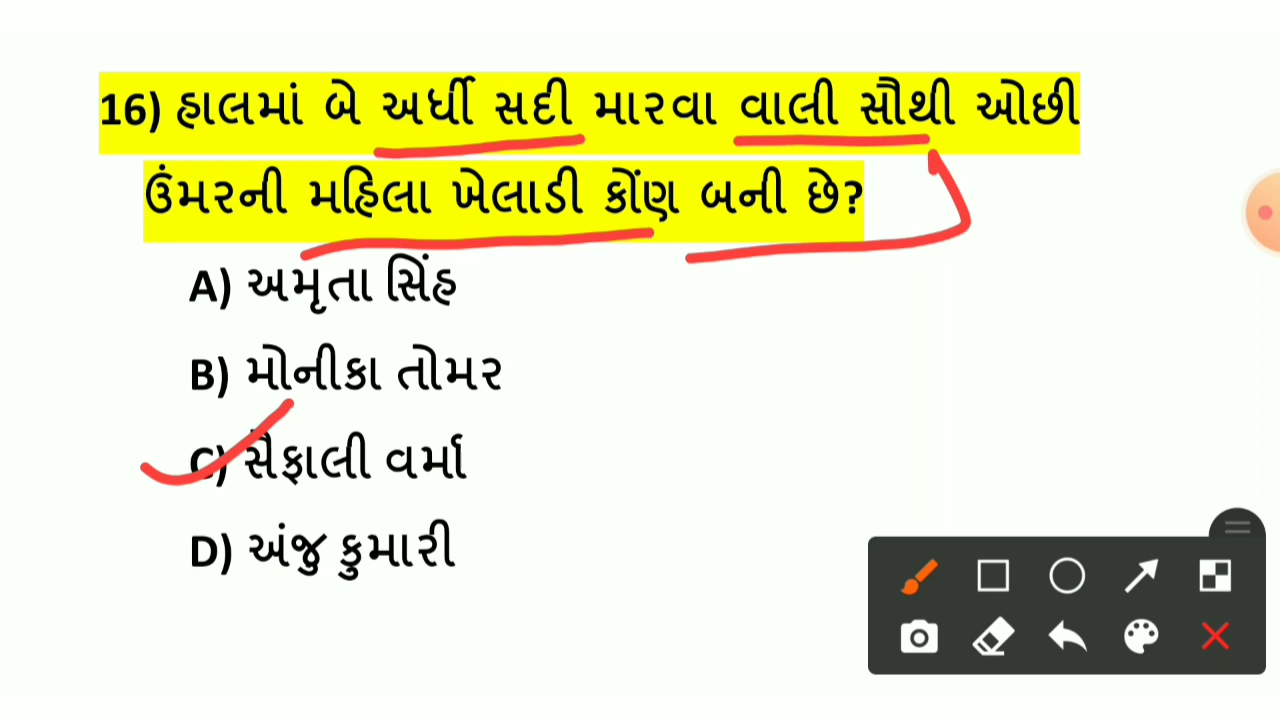 16) હાલમાં બે અર્ધી સદી મારવા વાલી સૌથી ઓછી
ઉંમરની મહિલા ખેલાડી કોંણ બની છે?
A) અમૃતા સિંહ
B) મોનીકા તોમર
C) સૈફાલી વર્મા
D) અંજુ કુમારી